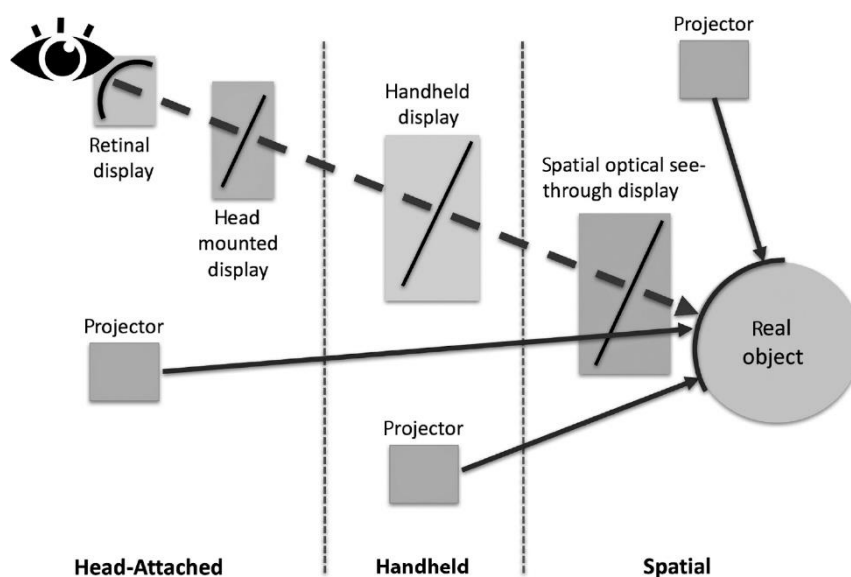 Projector
Retinal
display
Head
mounted
display
Handheld
display
Spatial optical see-
through display
Real
object
Projector
Projector
Head-Attached
Handheld
Spatial